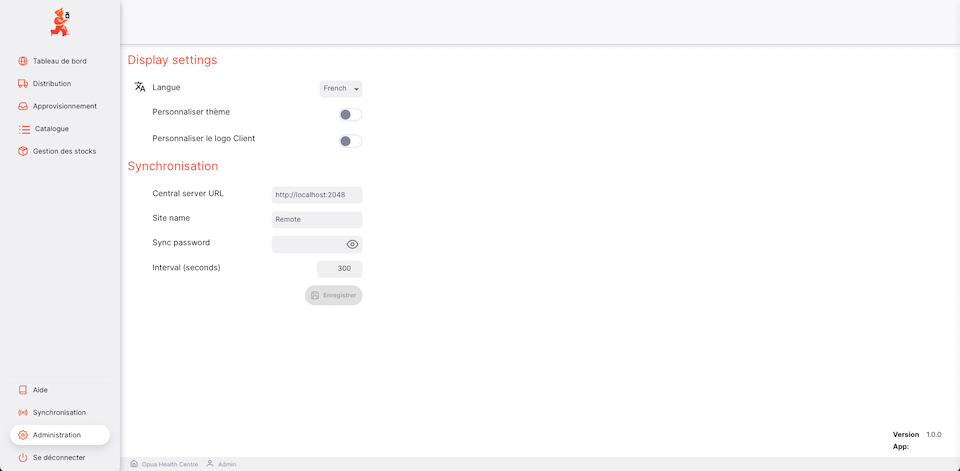 Tableau de bord
Distribution
Approvisionnement
Catalogue
Gestion des stocks
Aide
Synchronisation
Administration
Se déconnecter
Display settings
Langue
French
Personnaliser thème
Personnaliser le logo Client
Synchronisation
Central server URL
http://localhost:2048
Site name
Remote
Sync password
Interval (seconds)
300
Enregistrer
Version 1.0.0
App:
Opua Health Centre
Admin